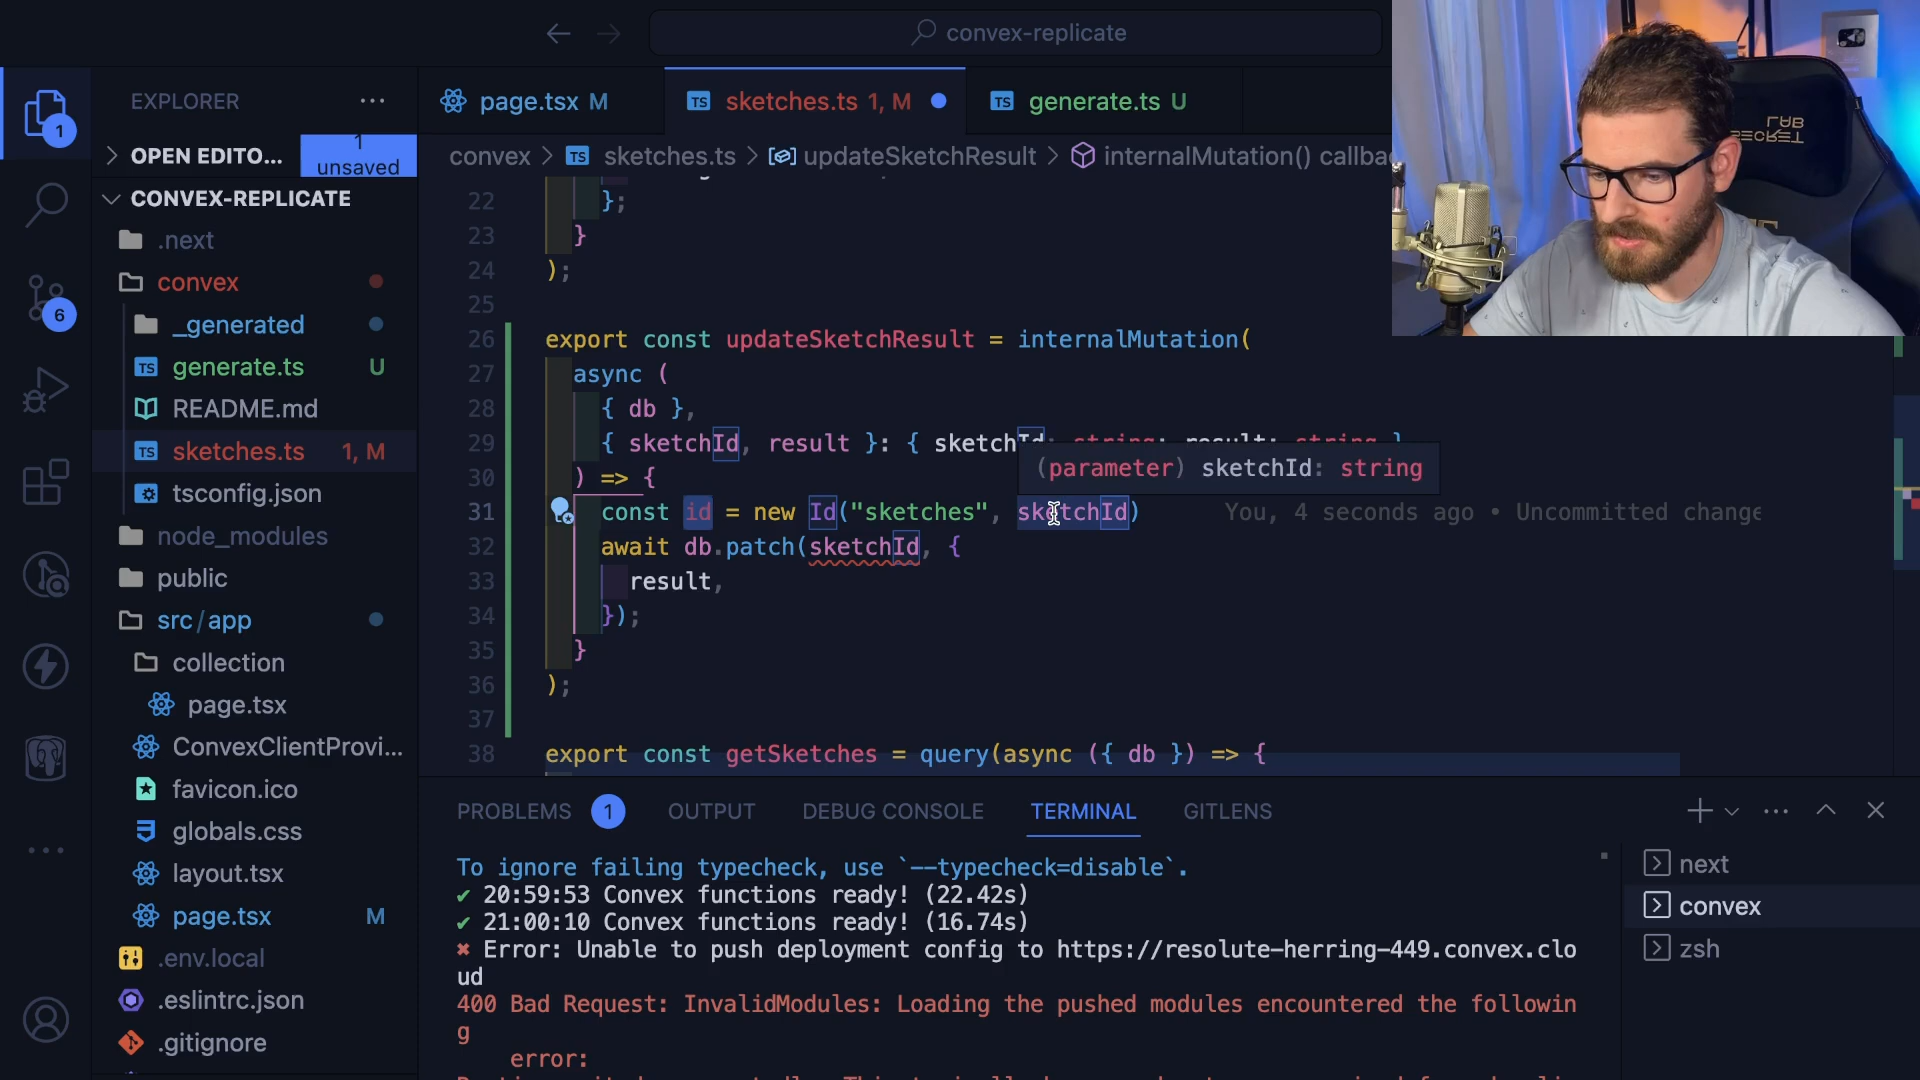 convex-replicate
EXPLORER
page.tsx M
sketches.ts 1, M
generate.ts U
OPEN EDITO...
1 unsaved
convex > sketches.ts > updateSketchResult > internalMutation() callba
CONVEX-REPLICATE
.next
convex
_generated
generate.ts U
README.md
sketches.ts 1, M
tsconfig.json
node_modules
public
src/app
collection
page.tsx
ConvexClientProvi...
favicon.ico
globals.css
layout.tsx
page.tsx M
.env.local
.eslintrc.json
.gitignore
1
6
22 };
23 }
24 );
25
26 export const updateSketchResult = internalMutation(
27 async (
28 { db },
29 { sketchId, result }: { sketchId: string; result: string }
(parameter) sketchId: string
30 ) => {
31 const id = new Id("sketches", sketchId) You, 4 seconds ago • Uncommitted change
32 await db.patch(sketchId, {
33 result,
34 });
35 }
36 );
37
38 export const getSketches = query(async ({ db }) => {
PROBLEMS 1 OUTPUT DEBUG CONSOLE TERMINAL GITLENS
To ignore failing typecheck, use `--typecheck=disable`.
✔ 20:59:53 Convex functions ready! (22.42s)
✔ 21:00:10 Convex functions ready! (16.74s)
✖ Error: Unable to push deployment config to https://resolute-herring-449.convex.clo
ud
400 Bad Request: InvalidModules: Loading the pushed modules encountered the followin
g
error:
next
convex
zsh
SECRET
LAB